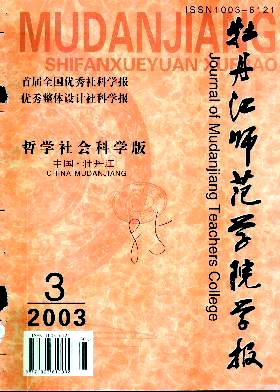 ISSN1003-6121
MUDANJIANG
SHIFANXUEYUAN XUEBAO
首届全国优秀社科学报
优秀整体设计社科学报
哲学社会科学版
中国·牡丹江
CHINA MUDANJIANG
牡丹江师范学院学报
Journal of Mudanjiang Teachers College
3
2003